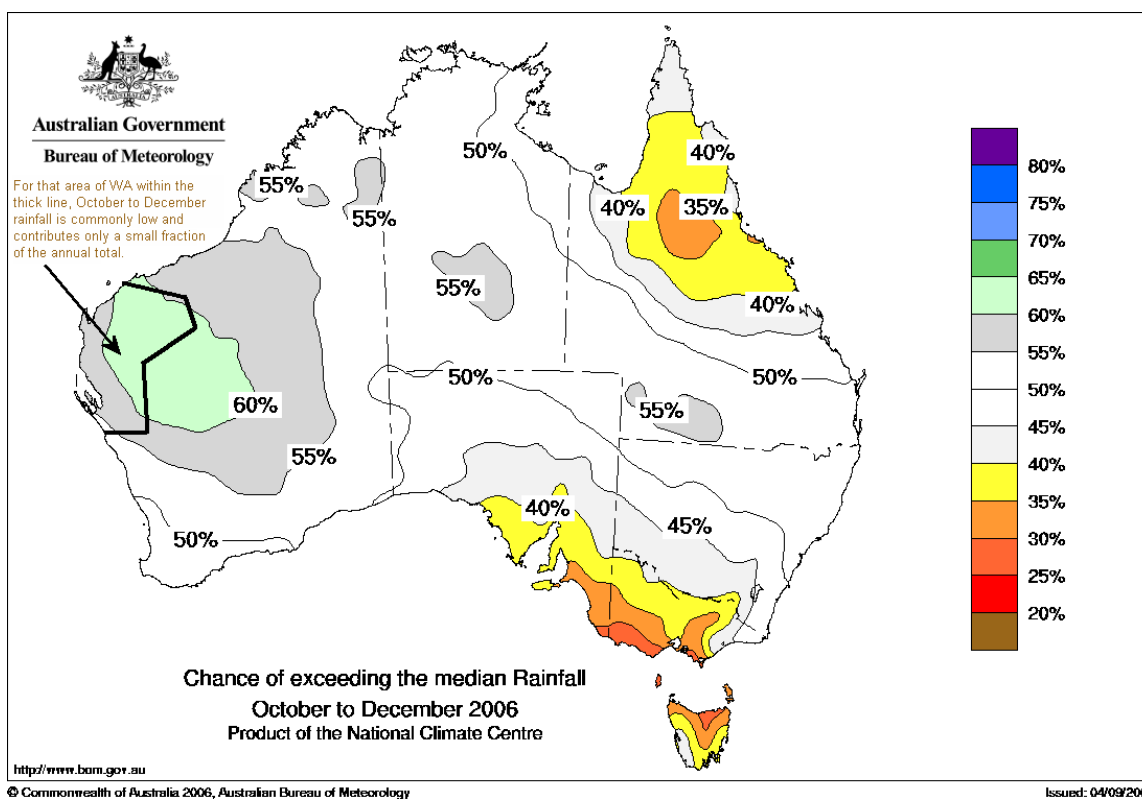 Australian Government
Bureau of Meteorology
For that area of WA within the
thick line, October to December
rainfall is commonly low and
contributes only a small fraction
of the annual total.
50%
40%
55%
55%
40%
35%
55%
40%
50%
50%
60%
55%
55%
40%
45%
50%
80%
75%
70%
65%
60%
55%
50%
45%
40%
35%
30%
25%
20%
Chance of exceeding the median Rainfall
October to December 2006
Product of the National Climate Centre
http://www.bom.gov.au
© Commonwealth of Australia 2006, Australian Bureau of Meteorology
Issued: 04/09/200